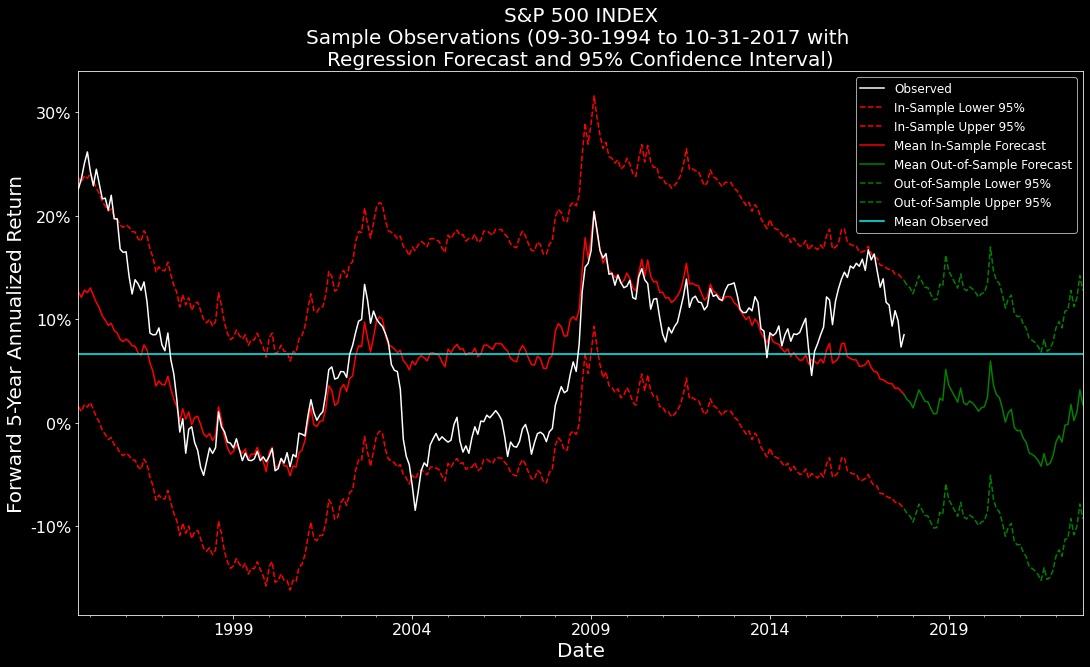 S&P 500 INDEX
Sample Observations (09-30-1994 to 10-31-2017 with
Regression Forecast and 95% Confidence Interval)
Observed
In-Sample Lower 95%
In-Sample Upper 95%
Mean In-Sample Forecast
Mean Out-of-Sample Forecast
Out-of-Sample Lower 95%
Out-of-Sample Upper 95%
Mean Observed
Forward 5-Year Annualized Return
30%
20%
10%
0%
-10%
1999 2004 2009 2014 2019
Date